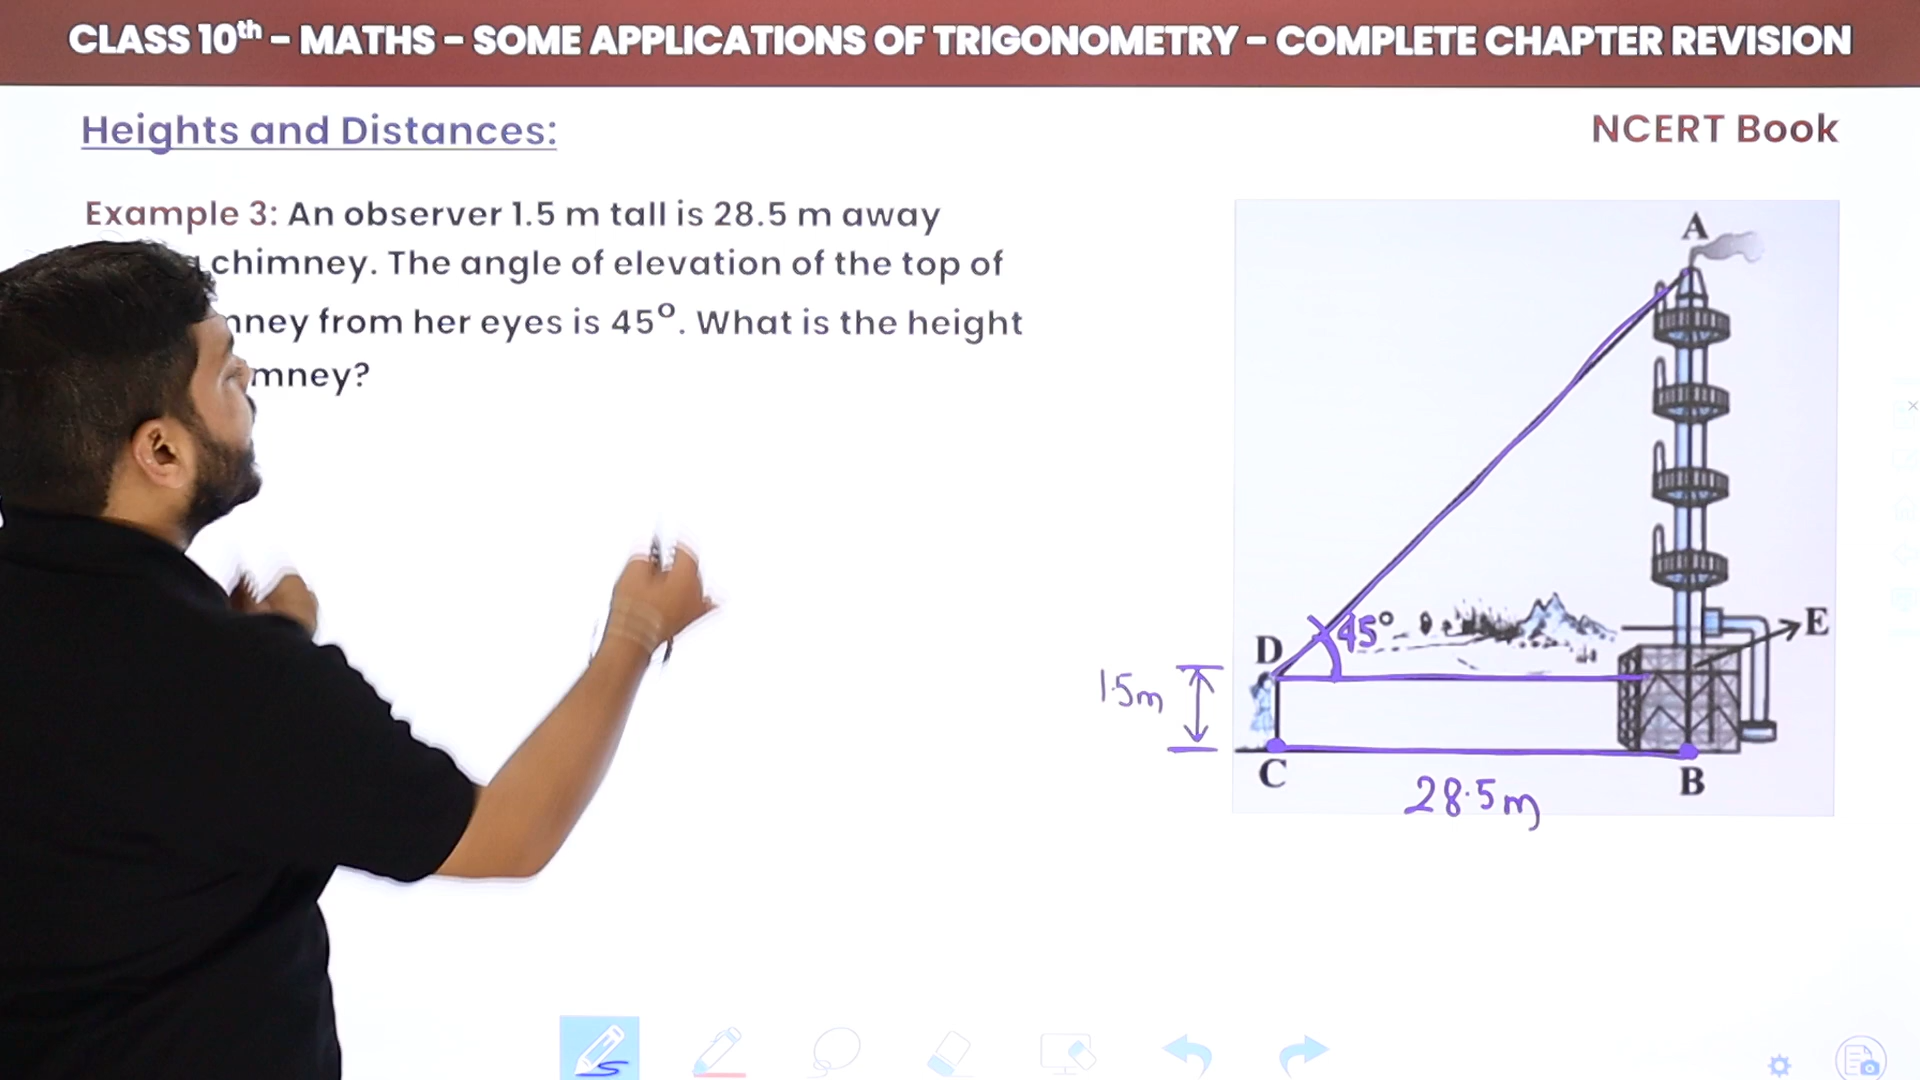 CLASS 10th - MATHS - SOME APPLICATIONS OF TRIGONOMETRY - COMPLETE CHAPTER REVISION
Heights and Distances:
NCERT Book
Example 3: An observer 1.5 m tall is 28.5 m away
chimney. The angle of elevation of the top of
mney from her eyes is 45°. What is the height
mney?
A
45°
E
D
1.5m
C
B
28.5m